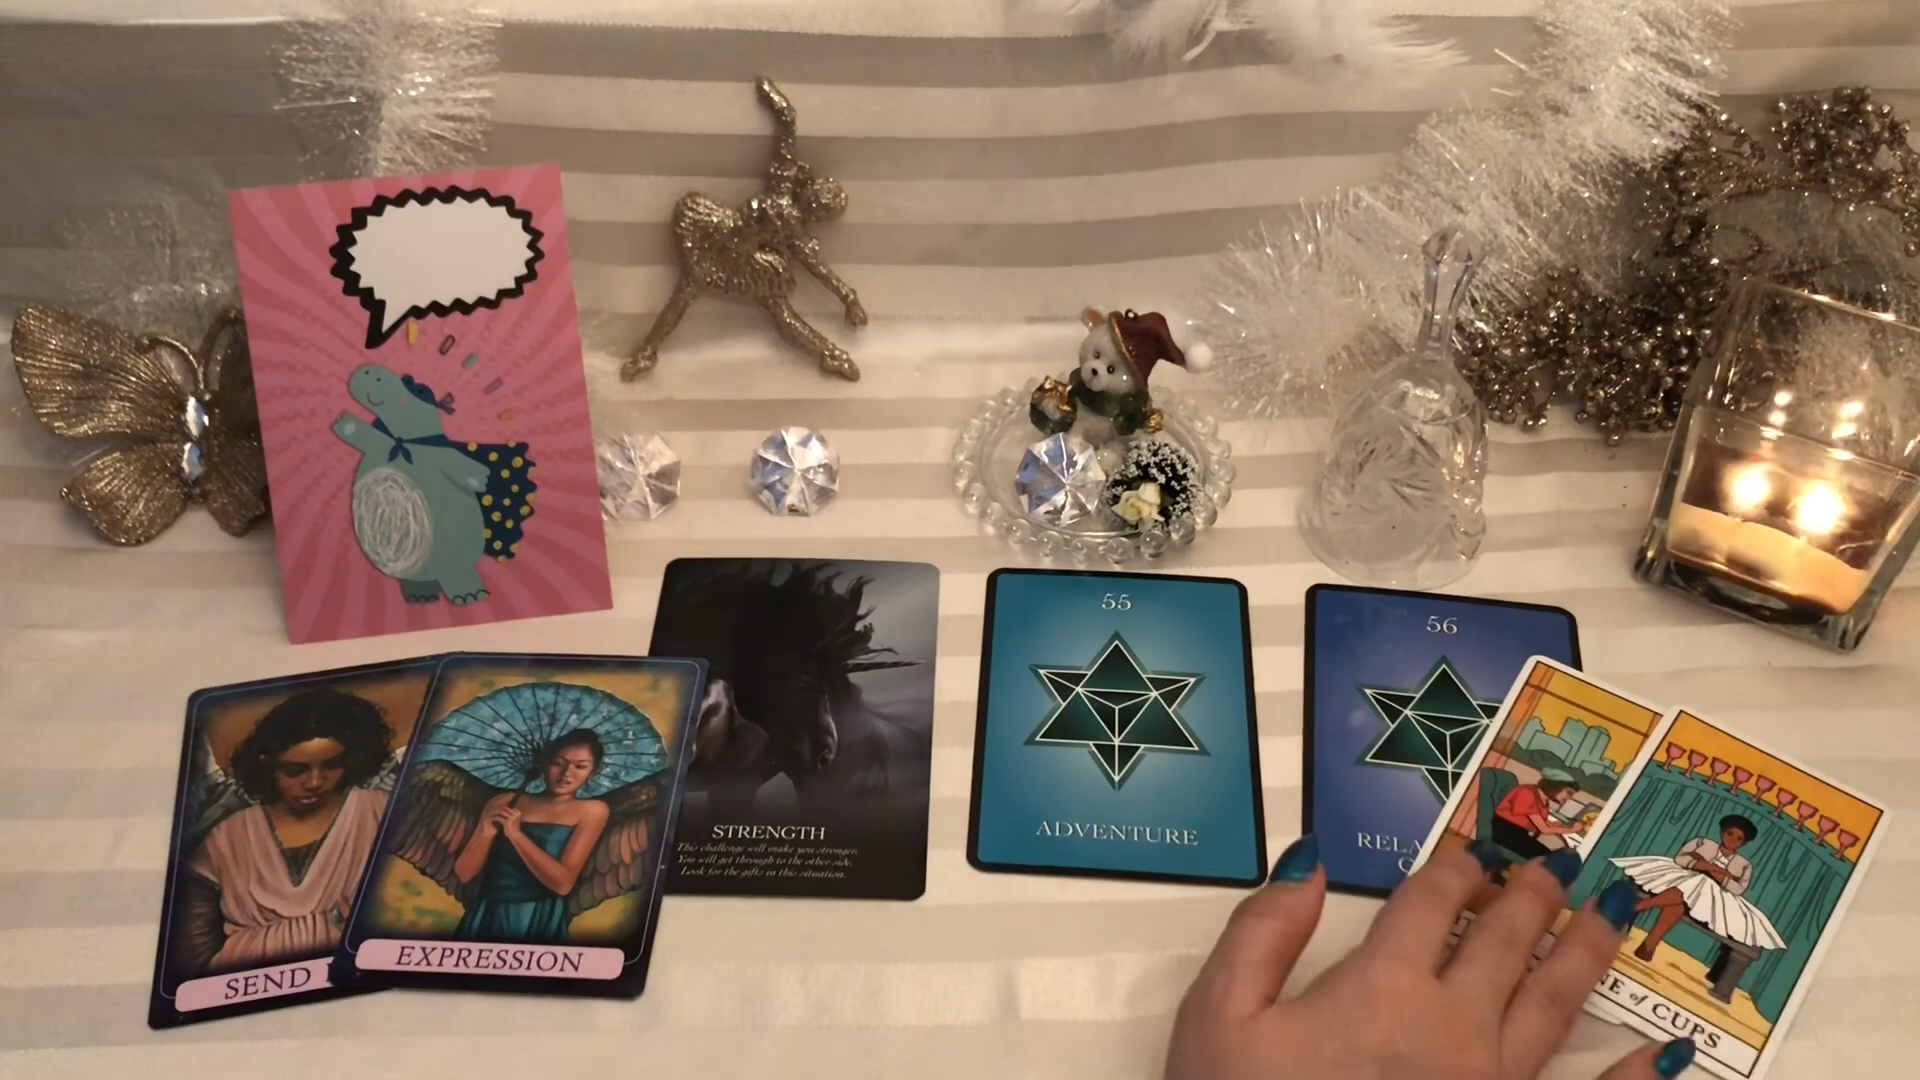 SEND
EXPRESSION
STRENGTH
This challenge will make you stronger.
You will get through to the other side.
Look for the gifts in this situation.
55
ADVENTURE
56
NE of CUPS